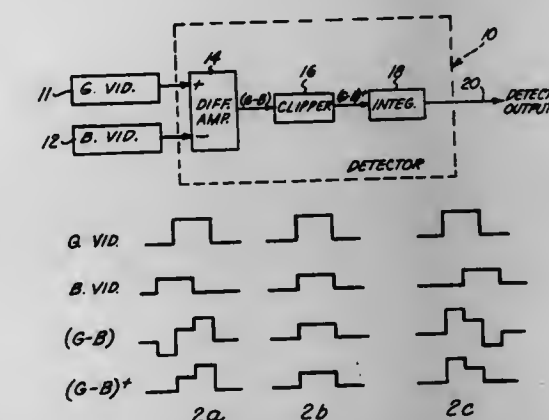 14
10
16
18
11
G. VID.
+
DIFF. AMP.
(G-B)
CLIPPER
(G-B)+
INTEG.
20
DETECT
OUTPUT
12
B. VID.
−
DETECTOR
G. VID.
B. VID.
(G-B)
(G-B)+
2a
2b
2c